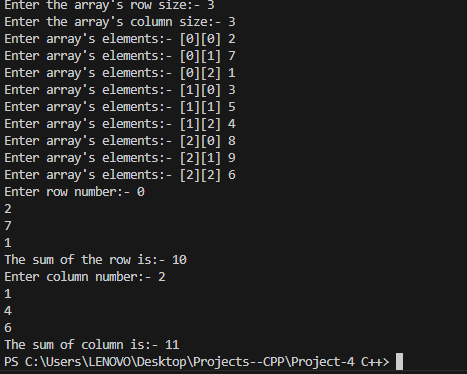 Enter the array's row size:- 3
Enter the array's column size:- 3
Enter array's elements:- [0][0] 2
Enter array's elements:- [0][1] 7
Enter array's elements:- [0][2] 1
Enter array's elements:- [1][0] 3
Enter array's elements:- [1][1] 5
Enter array's elements:- [1][2] 4
Enter array's elements:- [2][0] 8
Enter array's elements:- [2][1] 9
Enter array's elements:- [2][2] 6
Enter row number:- 0
2
7
1
The sum of the row is:- 10
Enter column number:- 2
1
4
6
The sum of column is:- 11
PS C:\Users\LENOVO\Desktop\Projects--CPP\Project-4 C++>